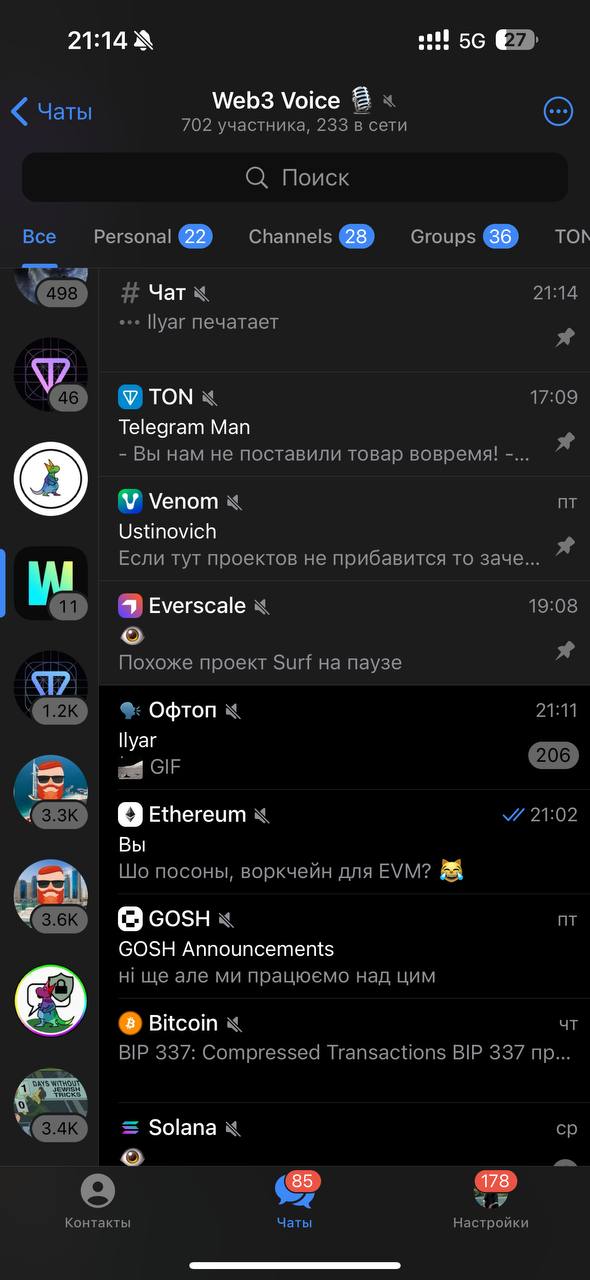 21:14
5G
27
Чаты
Web3 Voice
702 участника, 233 в сети
Поиск
Все
Personal 22
Channels 28
Groups 36
TON
498
# Чат
21:14
••• Ilyar печатает
46
TON
17:09
Telegram Man
- Вы нам не поставили товар вовремя! -...
Venom
пт
Ustinovich
Если тут проектов не прибавится то заче...
W
11
Everscale
19:08
Похоже проект Surf на паузе
1.2K
Офтоп
21:11
Ilyar
GIF
206
3.3K
Ethereum
21:02
Вы
Шо посоны, воркчейн для EVM?
3.6K
GOSH
пт
GOSH Announcements
ні ще але ми працюємо над цим
Bitcoin
чт
BIP 337: Compressed Transactions BIP 337 пр...
1 0
DAYS WITHOUT
JEWISH
TRICKS
3.4K
Solana
ср
85
178
Контакты
Чаты
Настройки